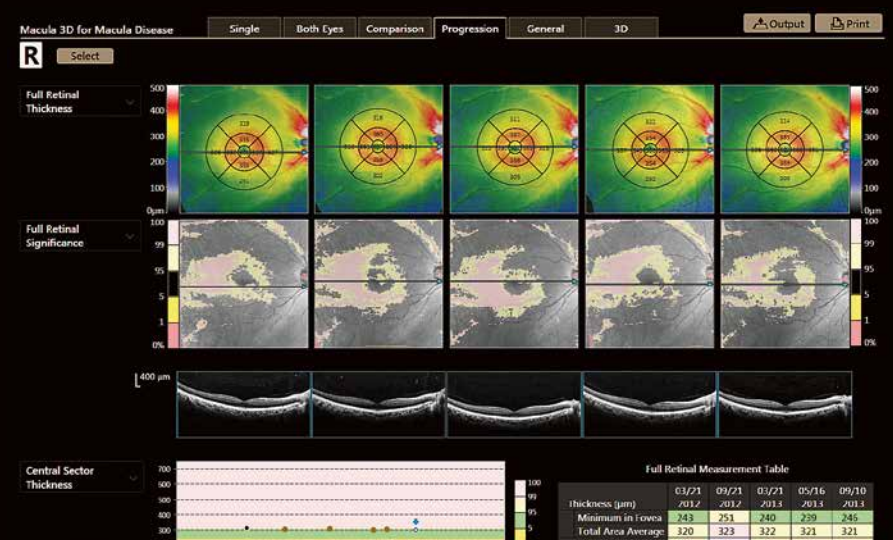 Macula 3D for Macula Disease
Single
Both Eyes
Comparison
Progression
General
3D
Output
Print
R
Select
Full Retinal
Thickness
500
400
300
200
100
0μm
500
400
300
200
100
0μm
Full Retinal
Significance
100
99
95
5
1
0%
100
99
95
5
1
0%
400 μm
Central Sector
Thickness
700
600
500
400
300
100
99
95
5
Full Retinal Measurement Table
Thickness (μm) 03/21 2012 09/21 2012 03/21 2013 05/16 2013 09/10 2013
Minimum in Fovea 243 251 240 239 246
Total Area Average 320 323 322 321 321